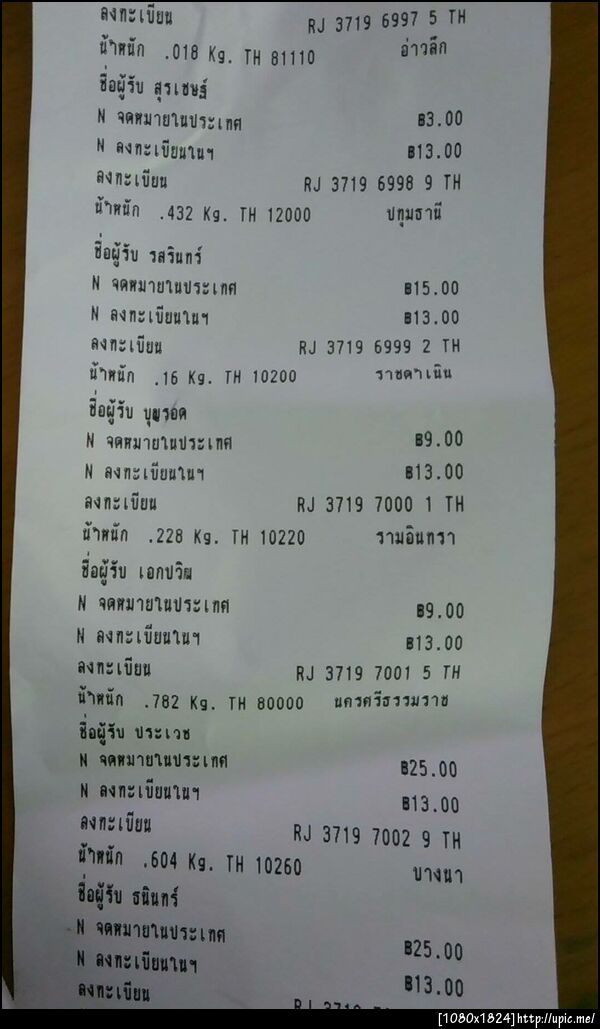 ลงทะเบียน RJ 3719 6997 5 TH
น้ำหนัก .018 Kg. TH 81110 อ่าวลึก
ชื่อผู้รับ สุรเชษฐ์
N จดหมายในประเทศ ฿3.00
N ลงทะเบียนในฯ ฿13.00
ลงทะเบียน RJ 3719 6998 9 TH
น้ำหนัก .432 Kg. TH 12000 ปทุมธานี
ชื่อผู้รับ รสรินทร์
N จดหมายในประเทศ ฿15.00
N ลงทะเบียนในฯ ฿13.00
ลงทะเบียน RJ 3719 6999 2 TH
น้ำหนัก .16 Kg. TH 10200 ราชดำเนิน
ชื่อผู้รับ บุญรอด
N จดหมายในประเทศ ฿9.00
N ลงทะเบียนในฯ ฿13.00
ลงทะเบียน RJ 3719 7000 1 TH
น้ำหนัก .228 Kg. TH 10220 รามอินทรา
ชื่อผู้รับ เอกปวิณ
N จดหมายในประเทศ ฿9.00
N ลงทะเบียนในฯ ฿13.00
ลงทะเบียน RJ 3719 7001 5 TH
น้ำหนัก .782 Kg. TH 80000 นครศรีธรรมราช
ชื่อผู้รับ ประเวช
N จดหมายในประเทศ ฿25.00
N ลงทะเบียนในฯ ฿13.00
ลงทะเบียน RJ 3719 7002 9 TH
น้ำหนัก .604 Kg. TH 10260 บางนา
ชื่อผู้รับ ธนินทร์
N จดหมายในประเทศ ฿25.00
N ลงทะเบียนในฯ ฿13.00
ลงทะเบียน RJ 3719
[1080x1824]http://upic.me/